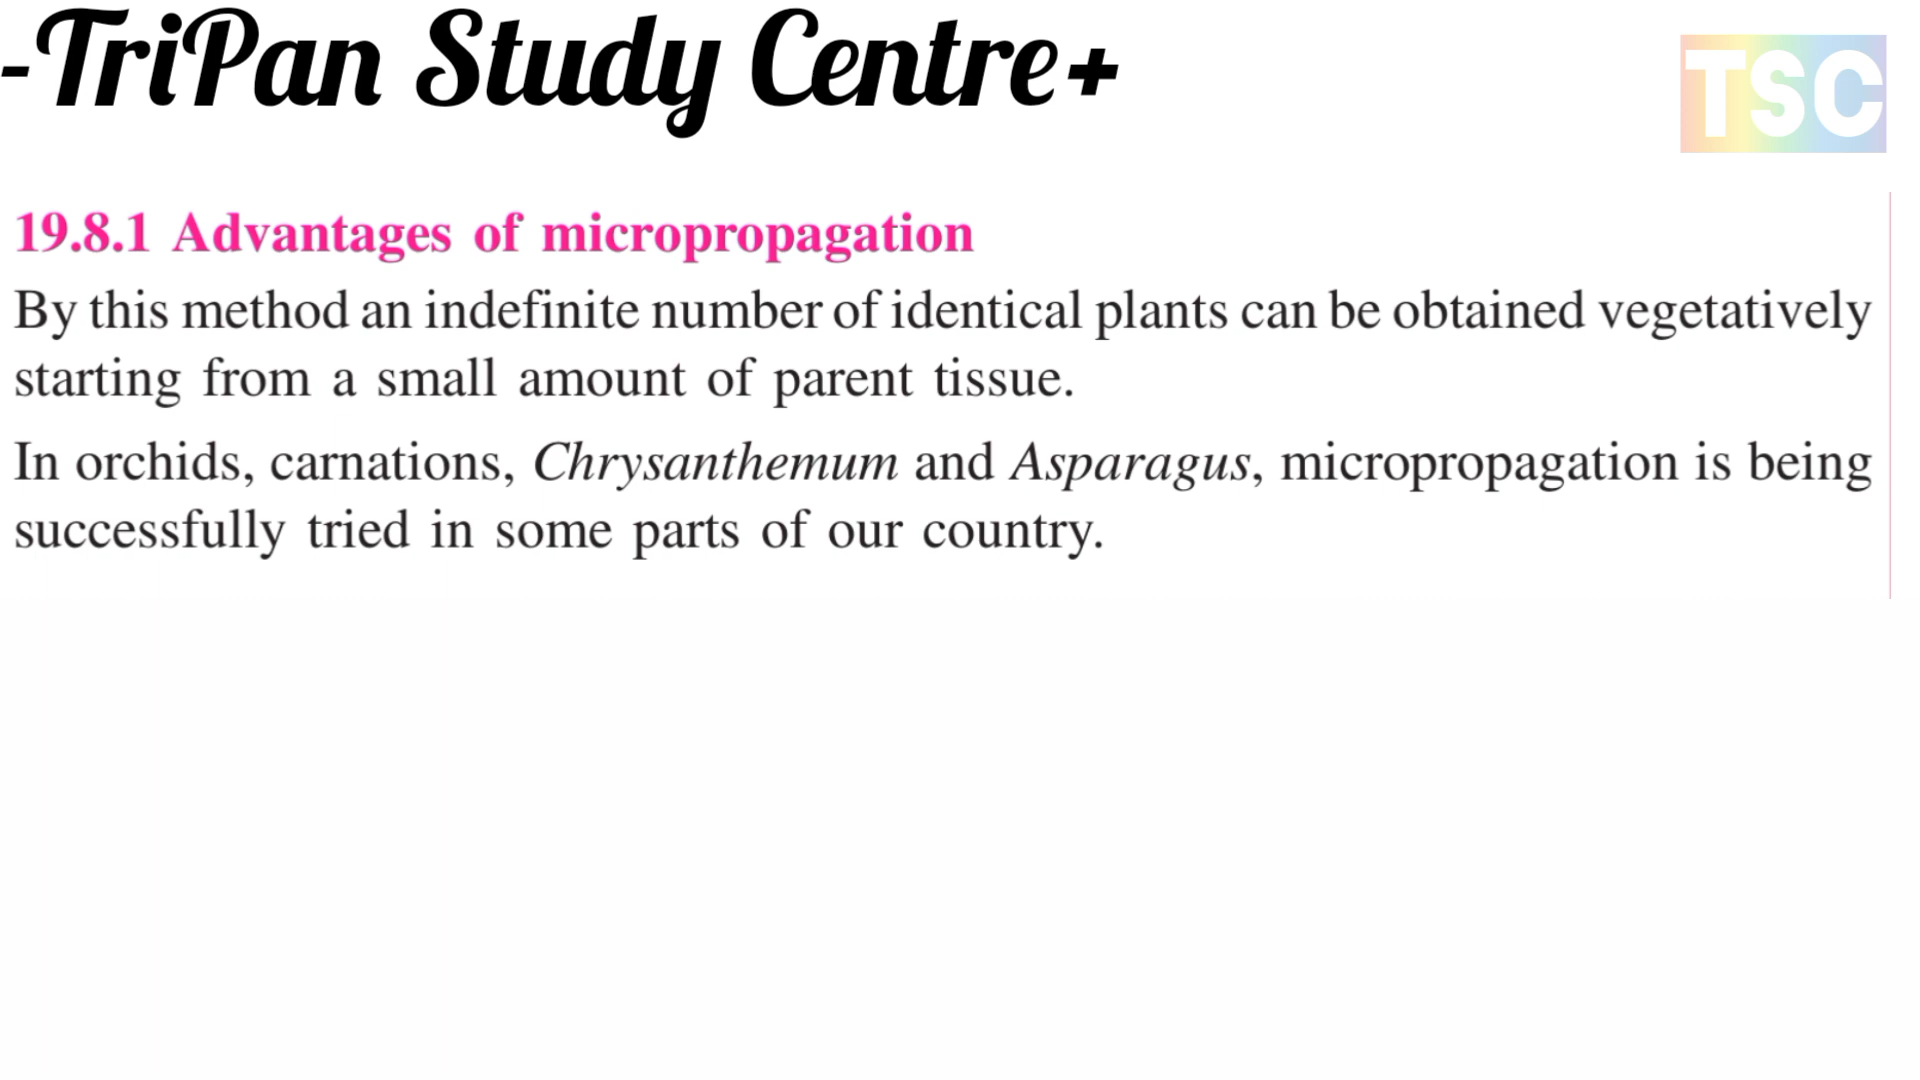 -TriPan Study Centre+
TSC
19.8.1 Advantages of micropropagation
By this method an indefinite number of identical plants can be obtained vegetatively
starting from a small amount of parent tissue.
In orchids, carnations, Chrysanthemum and Asparagus, micropropagation is being
successfully tried in some parts of our country.